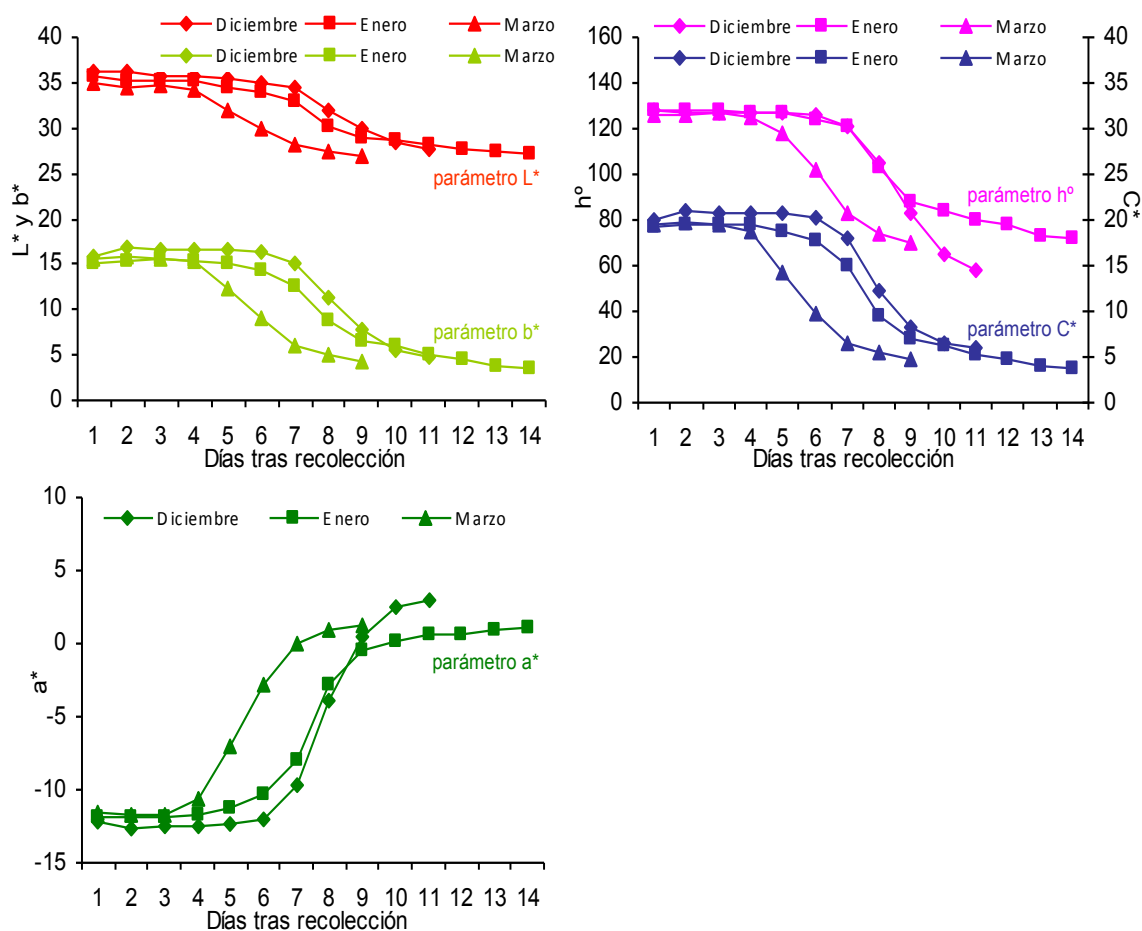 Diciembre Enero Marzo
Diciembre Enero Marzo
40
35
30
25
20
15
10
5
0
L* y b*
parámetro L*
parámetro b*
1 2 3 4 5 6 7 8 9 10 11 12 13 14
Días tras recolección
Diciembre Enero Marzo
Diciembre Enero Marzo
160
140
120
100
80
60
40
20
0
hº
40
35
30
25
20
15
10
5
0
C*
parámetro hº
parámetro C*
1 2 3 4 5 6 7 8 9 10 11 12 13 14
Días tras recolección
10
5
0
-5
-10
-15
a*
Diciembre Enero Marzo
parámetro a*
1 2 3 4 5 6 7 8 9 10 11 12 13 14
Días tras recolección